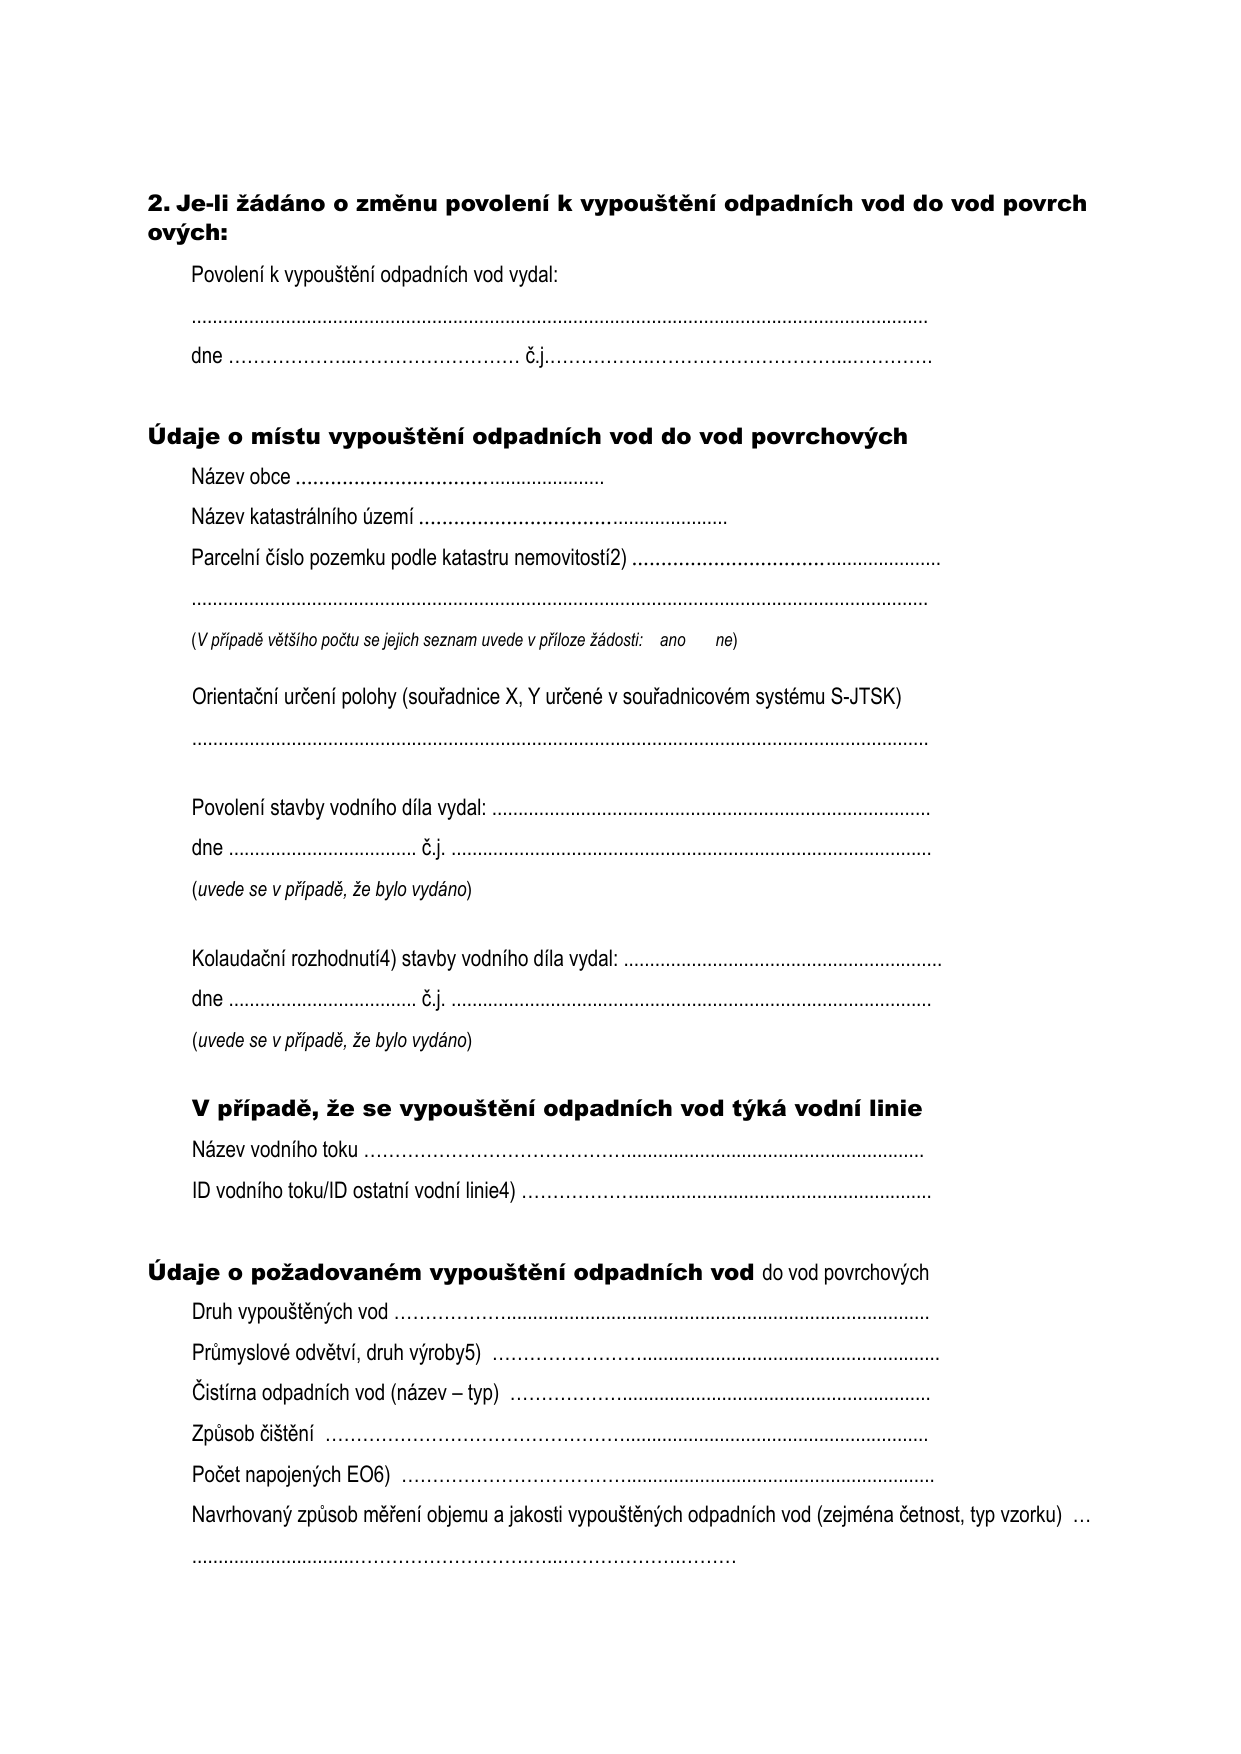 2. Je-li žádáno o změnu povolení k vypouštění odpadních vod do vod povrch
ových:
Povolení k vypouštění odpadních vod vydal:
.............................................................................................................................................
dne ………………..……………………… č.j.……………..…………………………...………….
Údaje o místu vypouštění odpadních vod do vod povrchových
Název obce .......................................................
Název katastrálního území .......................................................
Parcelní číslo pozemku podle katastru nemovitostí2) .......................................................
.............................................................................................................................................
(V případě většího počtu se jejich seznam uvede v příloze žádosti: ano ne)
Orientační určení polohy (souřadnice X, Y určené v souřadnicovém systému S-JTSK)
.............................................................................................................................................
Povolení stavby vodního díla vydal: ....................................................................................
dne .................................... č.j. ............................................................................................
(uvede se v případě, že bylo vydáno)
Kolaudační rozhodnutí4) stavby vodního díla vydal: .............................................................
dne .................................... č.j. ............................................................................................
(uvede se v případě, že bylo vydáno)
V případě, že se vypouštění odpadních vod týká vodní linie
Název vodního toku ……………………………………........................................................
ID vodního toku/ID ostatní vodní linie4) ………………........................................................
Údaje o požadovaném vypouštění odpadních vod do vod povrchových
Druh vypouštěných vod ………………................................................................................
Průmyslové odvětví, druh výroby5) ……………………........................................................
Čistírna odpadních vod (název – typ) ………………..........................................................
Způsob čištění …………………………………………..........................................................
Počet napojených EO6) ………………………………..........................................................
Navrhovaný způsob měření objemu a jakosti vypouštěných odpadních vod (zejména četnost, typ vzorku) …
...............................……………………….…...……………….………